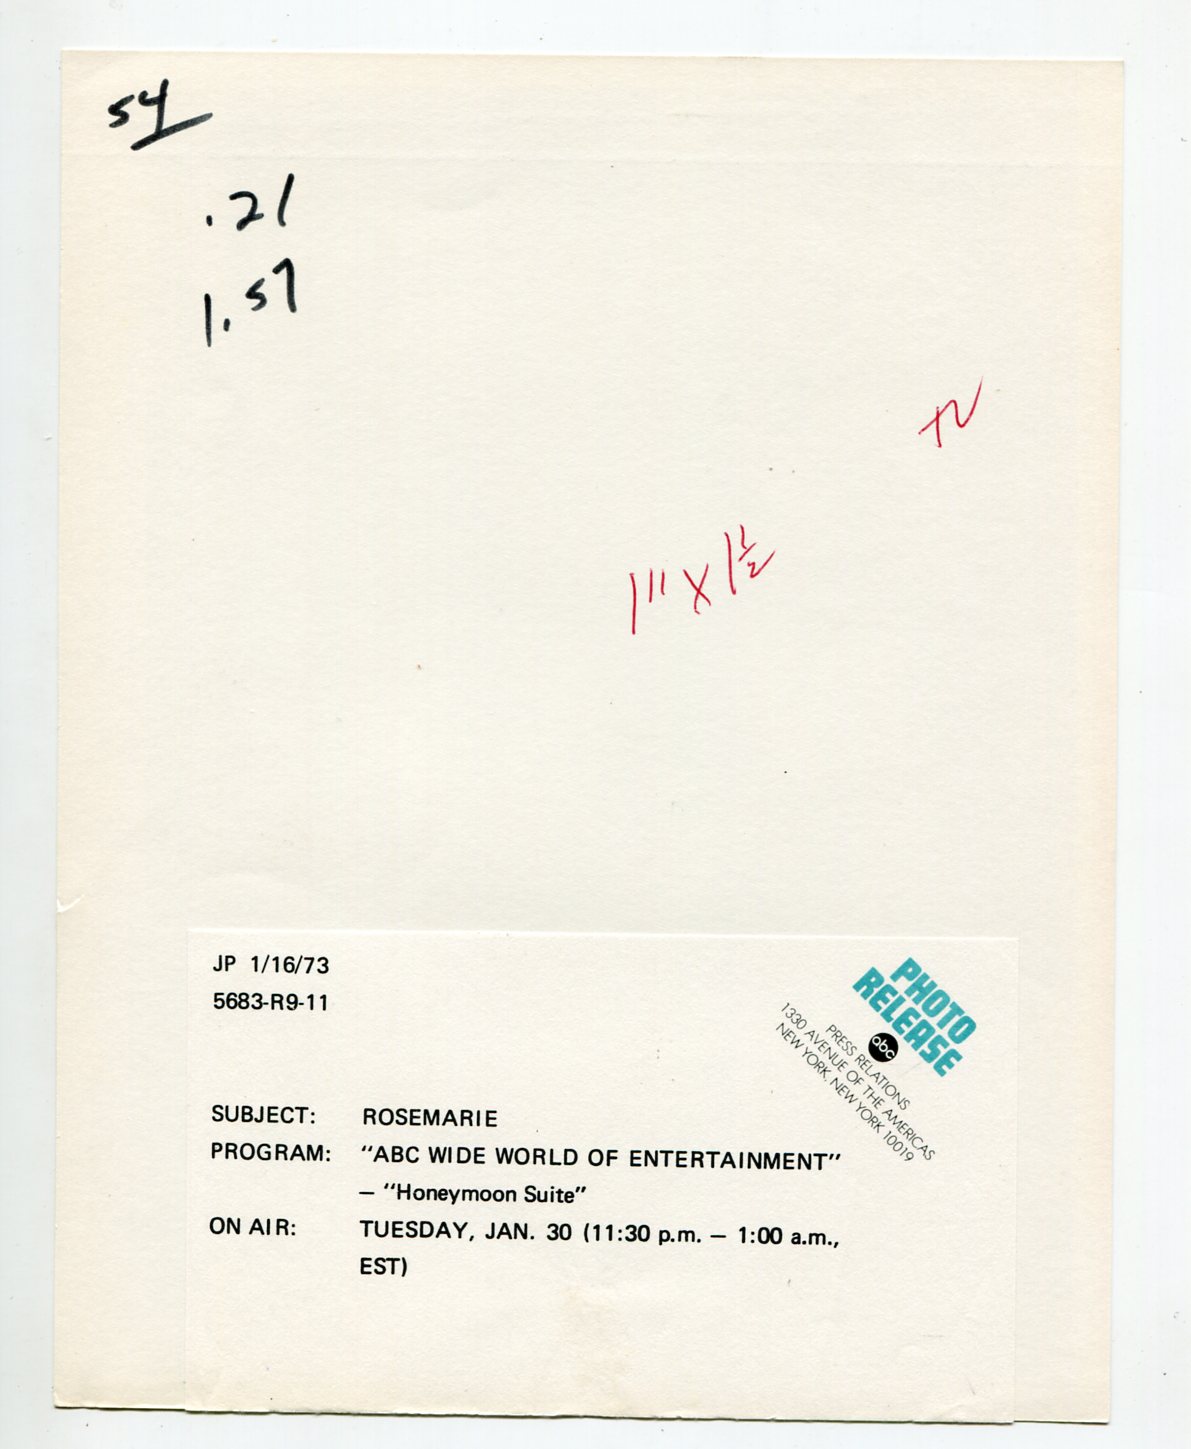 54
.21
1.57
TV
1" x 1 1/2
JP 1/16/73
5683-R9-11
PHOTO
RELEASE
abc
PRESS RELATIONS
1330 AVENUE OF THE AMERICAS
NEW YORK, NEW YORK 10019
SUBJECT: ROSEMARIE
PROGRAM: "ABC WIDE WORLD OF ENTERTAINMENT"
— "Honeymoon Suite"
ON AIR: TUESDAY, JAN. 30 (11:30 p.m. — 1:00 a.m.,
EST)